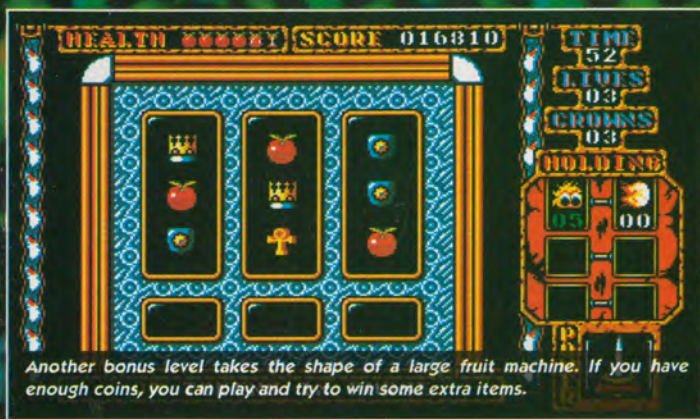 HEALTH
SCORE 016810
TIME
52
LIVES
03
CROWNS
03
HOLDING
05 00
Another bonus level takes the shape of a large fruit machine. If you have
enough coins, you can play and try to win some extra items.